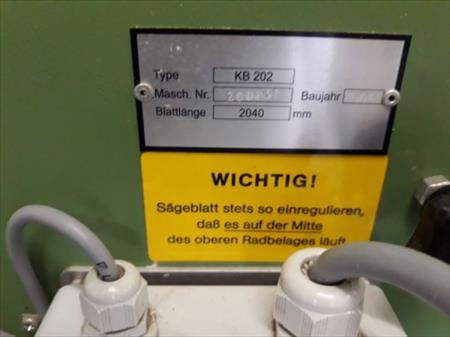 Type KB 202
Masch. Nr. Baujahr
Blattlänge 2040 mm
WICHTIG!
Sägeblatt stets so einregulieren,
daß es auf der Mitte
des oberen Radbelages läuft